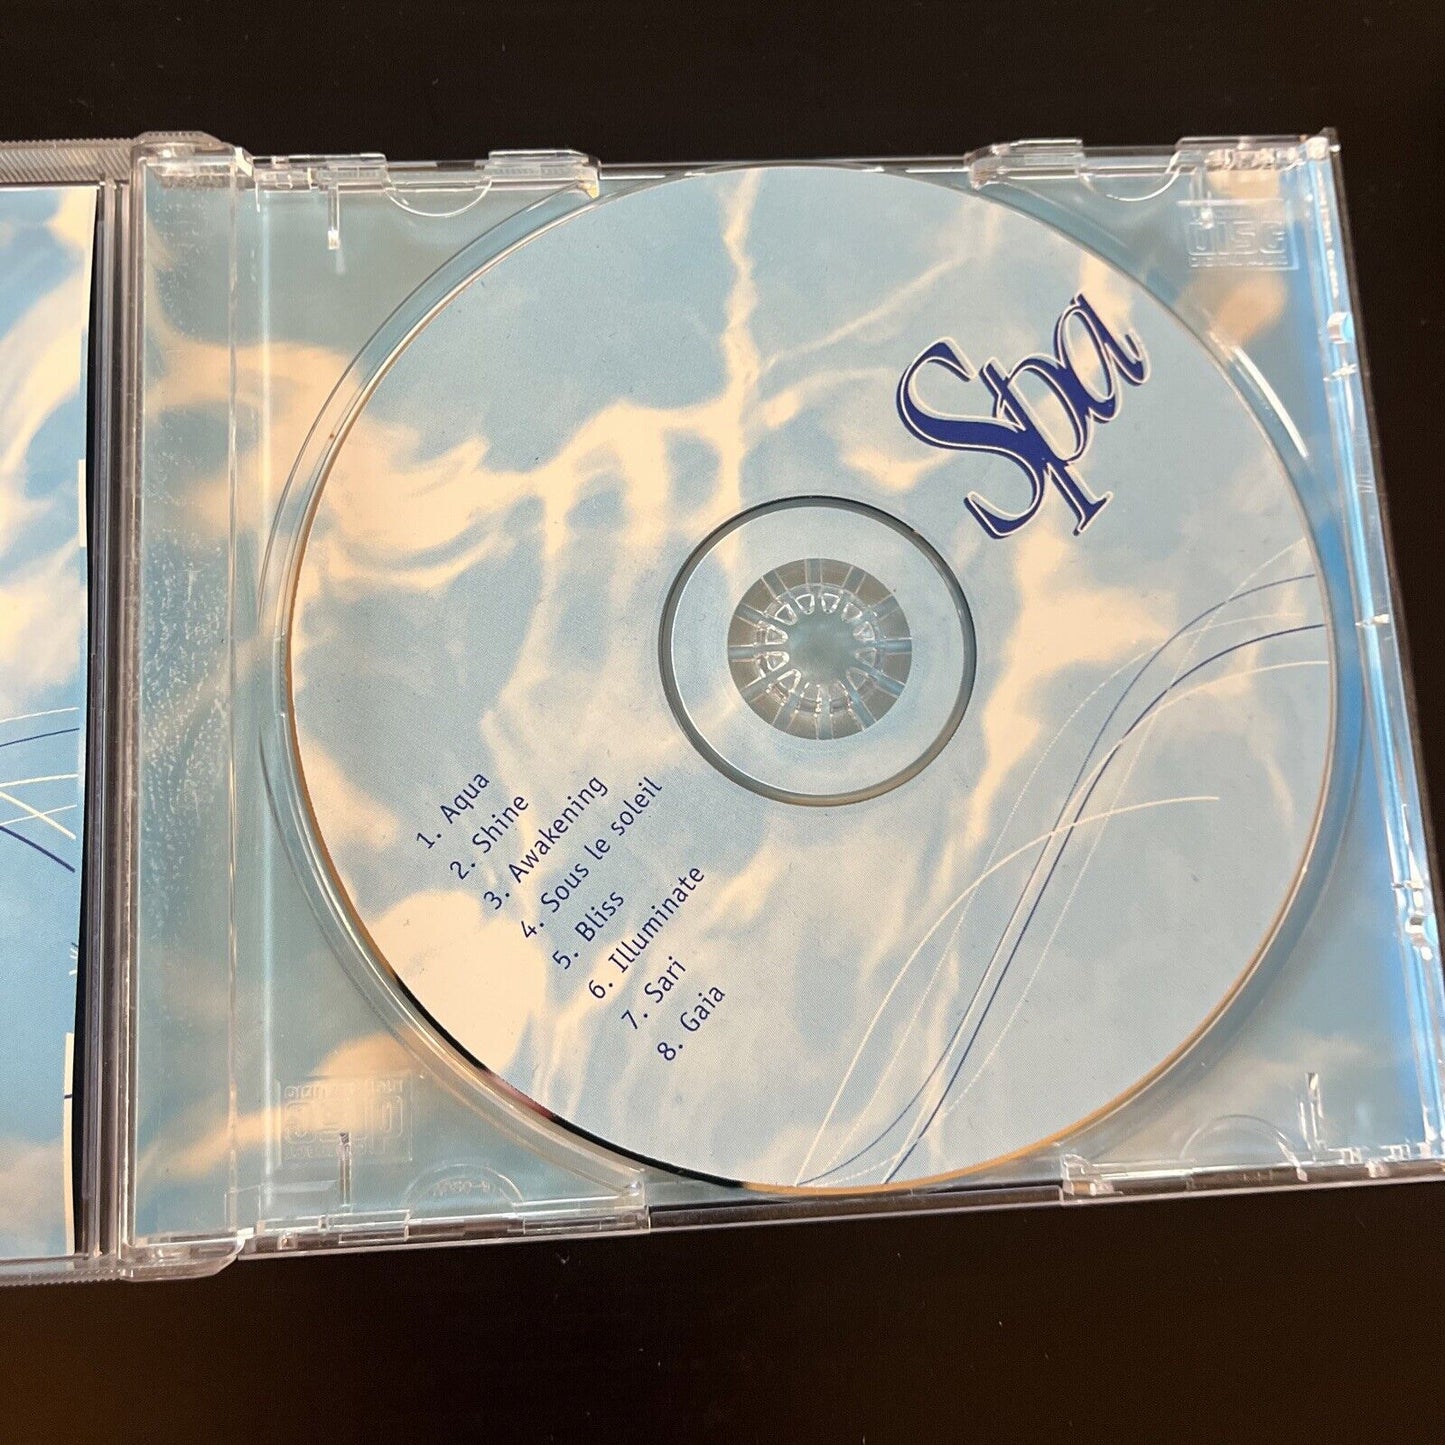 Spa
1. Aqua
2. Shine
3. Awakening
4. Sous le soleil
5. Bliss
6. Illuminate
7. Sari
8. Gaia
disc